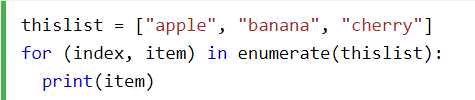 thislist = ["apple", "banana", "cherry"]
for (index, item) in enumerate(thislist):
  print(item)